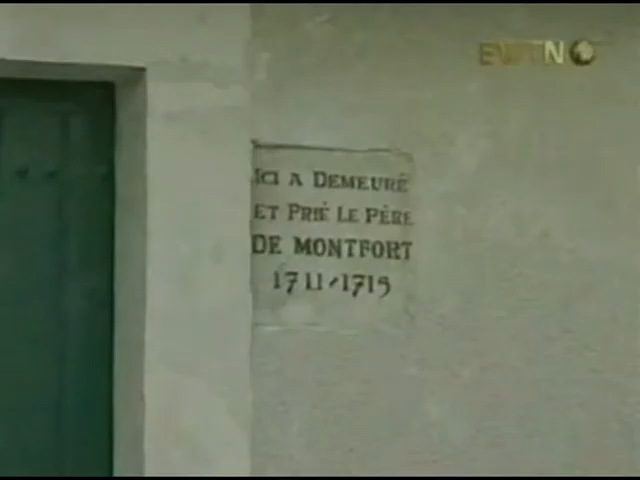 EWTN
ICI A DEMEURÉ
ET PRIÉ LE PÈRE
DE MONTFORT
1711-1715